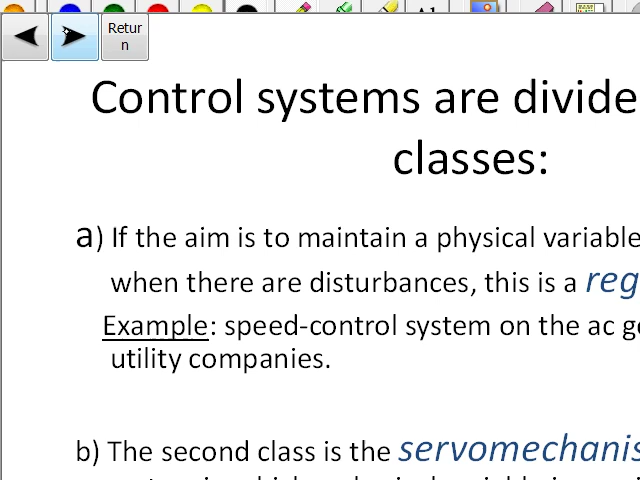 Retur
n
Control systems are divide
classes:
a) If the aim is to maintain a physical variable
when there are disturbances, this is a reg
Example: speed-control system on the ac ge
utility companies.
b) The second class is the servomechanis